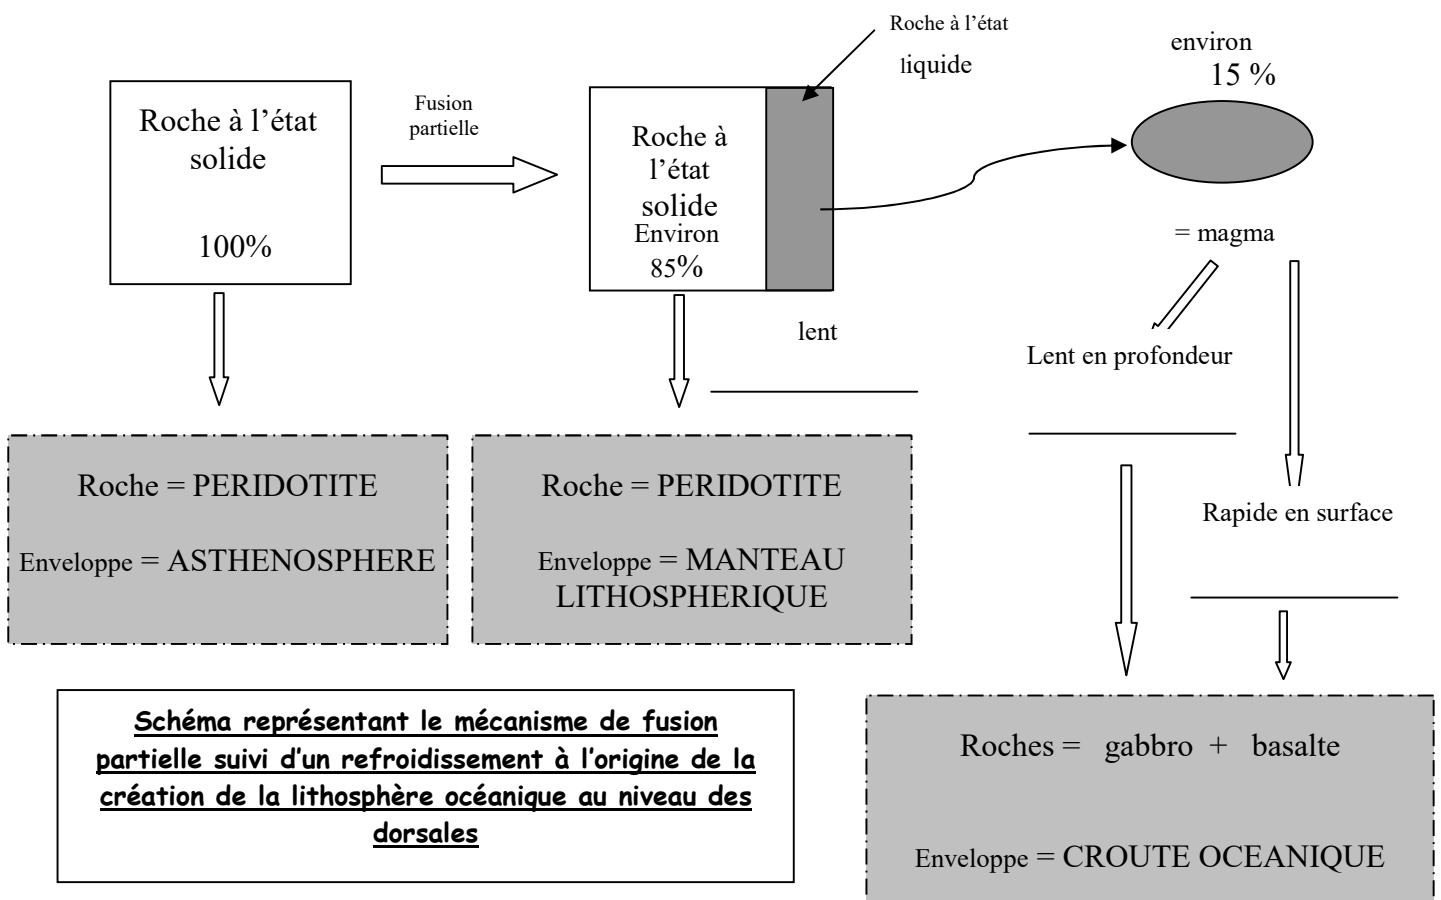 Roche à l’état
solide
100%
Fusion
partielle
Roche à
l’état
solide
Environ
85%
Roche à l’état
liquide
environ
15 %
= magma
lent
Lent en profondeur
Rapide en surface
Roche = PERIDOTITE
Enveloppe = ASTHENOSPHERE
Roche = PERIDOTITE
Enveloppe = MANTEAU
LITHOSPHERIQUE
Schéma représentant le mécanisme de fusion
partielle suivi d’un refroidissement à l’origine de la
création de la lithosphère océanique au niveau des
dorsales
Roches = gabbro + basalte
Enveloppe = CROUTE OCEANIQUE